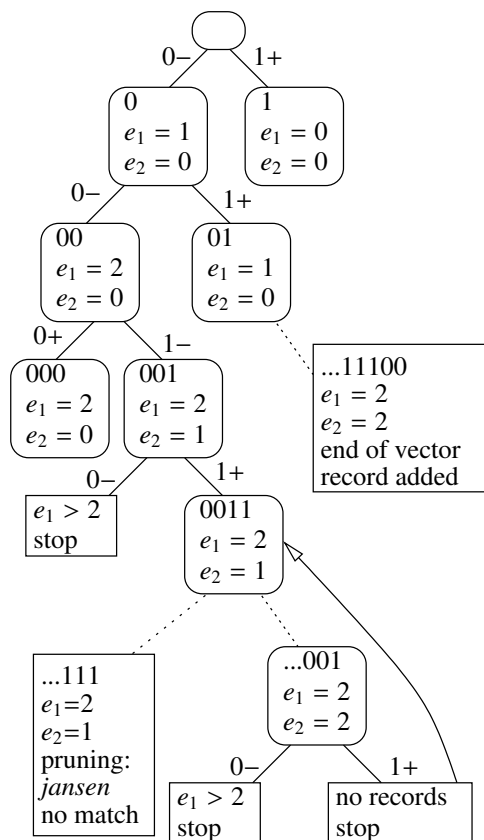 0− 1+
0
e1 = 1
e2 = 0
1
e1 = 0
e2 = 0
0− 1+
00
e1 = 2
e2 = 0
01
e1 = 1
e2 = 0
0+ 1−
000
e1 = 2
e2 = 0
001
e1 = 2
e2 = 1
...11100
e1 = 2
e2 = 2
end of vector
record added
0− 1+
e1 > 2
stop
0011
e1 = 2
e2 = 1
...111
e1=2
e2=1
pruning:
jansen
no match
...001
e1 = 2
e2 = 2
0− 1+
e1 > 2
stop
no records
stop